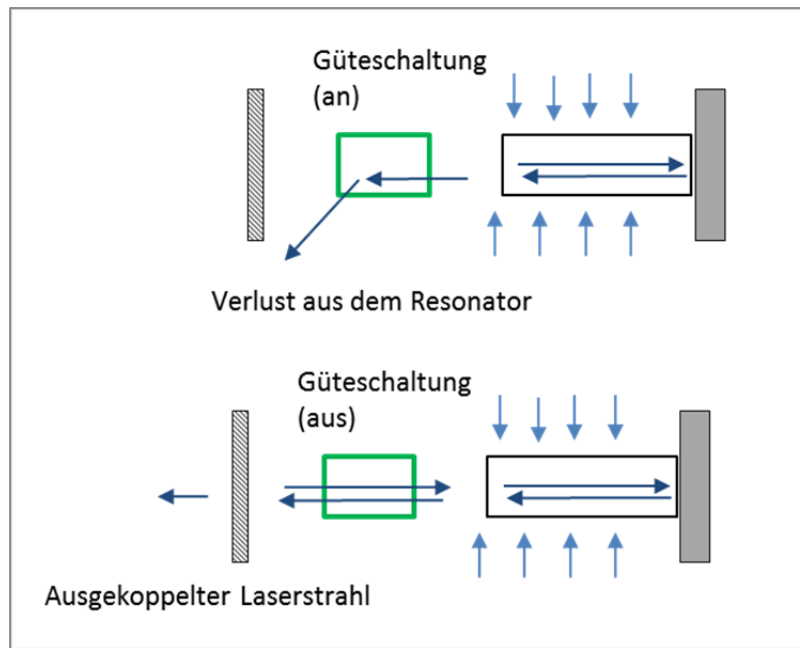 Güteschaltung
(an)
Verlust aus dem Resonator
Güteschaltung
(aus)
Ausgekoppelter Laserstrahl